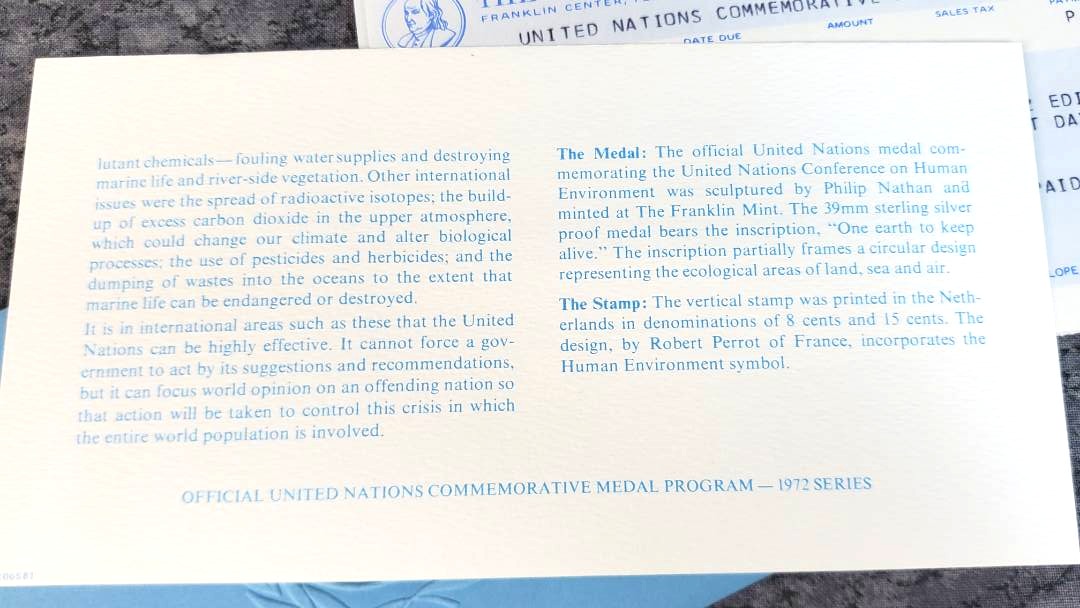 FRANKLIN CENTER,
UNITED NATIONS COMMEMORATIVE
DATE DUE
AMOUNT
SALES TAX
EDI
DA
AID
LOPE
lutant chemicals—fouling water supplies and destroying
marine life and river-side vegetation. Other international
issues were the spread of radioactive isotopes; the build-
up of excess carbon dioxide in the upper atmosphere,
which could change our climate and alter biological
processes; the use of pesticides and herbicides; and the
dumping of wastes into the oceans to the extent that
marine life can be endangered or destroyed.
It is in international areas such as these that the United
Nations can be highly effective. It cannot force a gov-
ernment to act by its suggestions and recommendations,
but it can focus world opinion on an offending nation so
that action will be taken to control this crisis in which
the entire world population is involved.
The Medal: The official United Nations medal com-
memorating the United Nations Conference on Human
Environment was sculptured by Philip Nathan and
minted at The Franklin Mint. The 39mm sterling silver
proof medal bears the inscription, “One earth to keep
alive.” The inscription partially frames a circular design
representing the ecological areas of land, sea and air.
The Stamp: The vertical stamp was printed in the Neth-
erlands in denominations of 8 cents and 15 cents. The
design, by Robert Perrot of France, incorporates the
Human Environment symbol.
OFFICIAL UNITED NATIONS COMMEMORATIVE MEDAL PROGRAM — 1972 SERIES